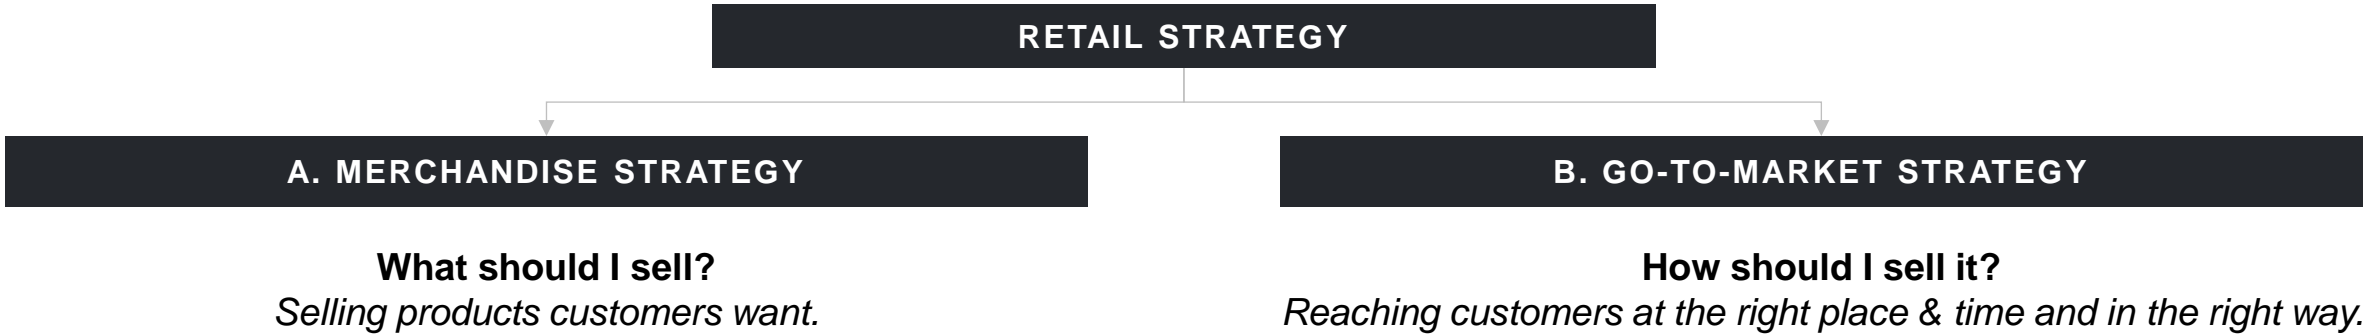 RETAIL STRATEGY
A. MERCHANDISE STRATEGY
B. GO-TO-MARKET STRATEGY
What should I sell?
Selling products customers want.
How should I sell it?
Reaching customers at the right place & time and in the right way.